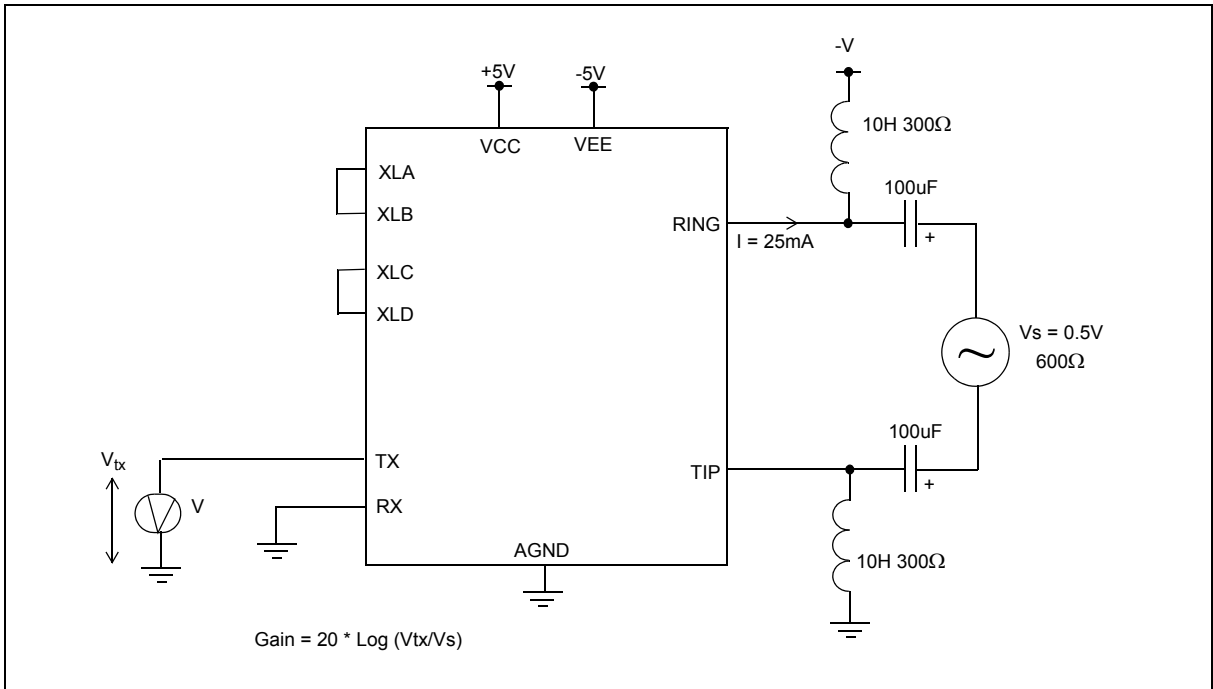 -V
+5V
-5V
10H 300Ω
VCC
VEE
XLA
100uF
XLB
RING
+
I = 25mA
XLC
XLD
Vs = 0.5V
~
600Ω
100uF
Vtx
TX
TIP
+
V
RX
AGND
10H 300Ω
Gain = 20 * Log (Vtx/Vs)